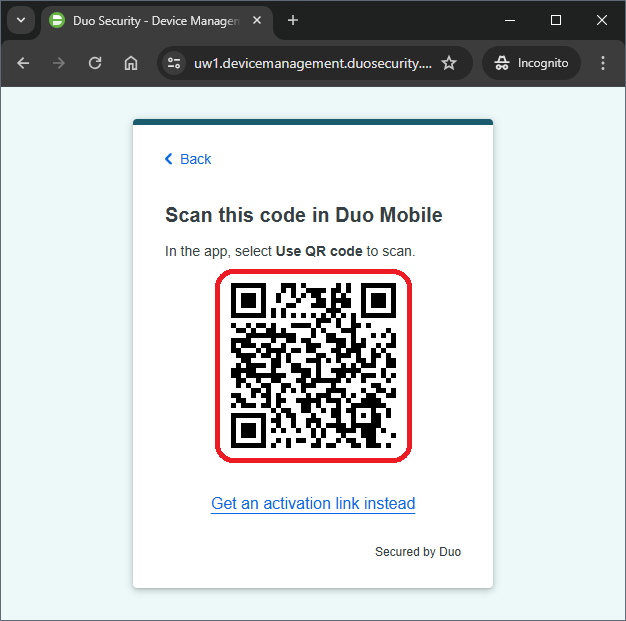 Duo Security - Device Managen
uw1.devicemanagement.duosecurity....
Incognito
Back
Scan this code in Duo Mobile
In the app, select Use QR code to scan.
Get an activation link instead
Secured by Duo